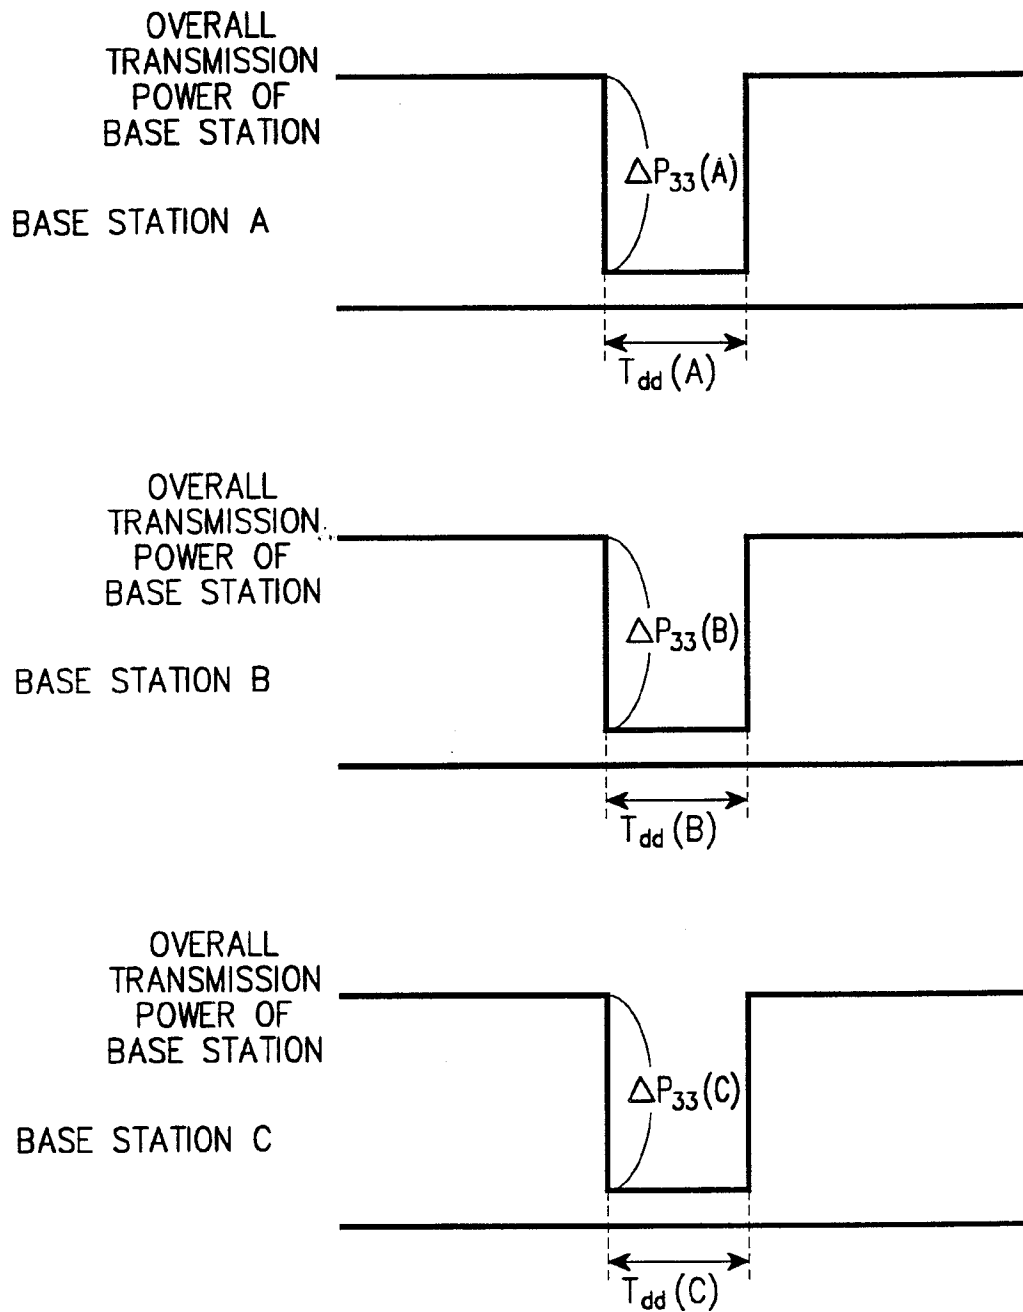 OVERALL
TRANSMISSION
POWER OF
BASE STATION
ΔP33(A)
BASE STATION A
Tdd(A)
OVERALL
TRANSMISSION
POWER OF
BASE STATION
ΔP33(B)
BASE STATION B
Tdd(B)
OVERALL
TRANSMISSION
POWER OF
BASE STATION
ΔP33(C)
BASE STATION C
Tdd(C)